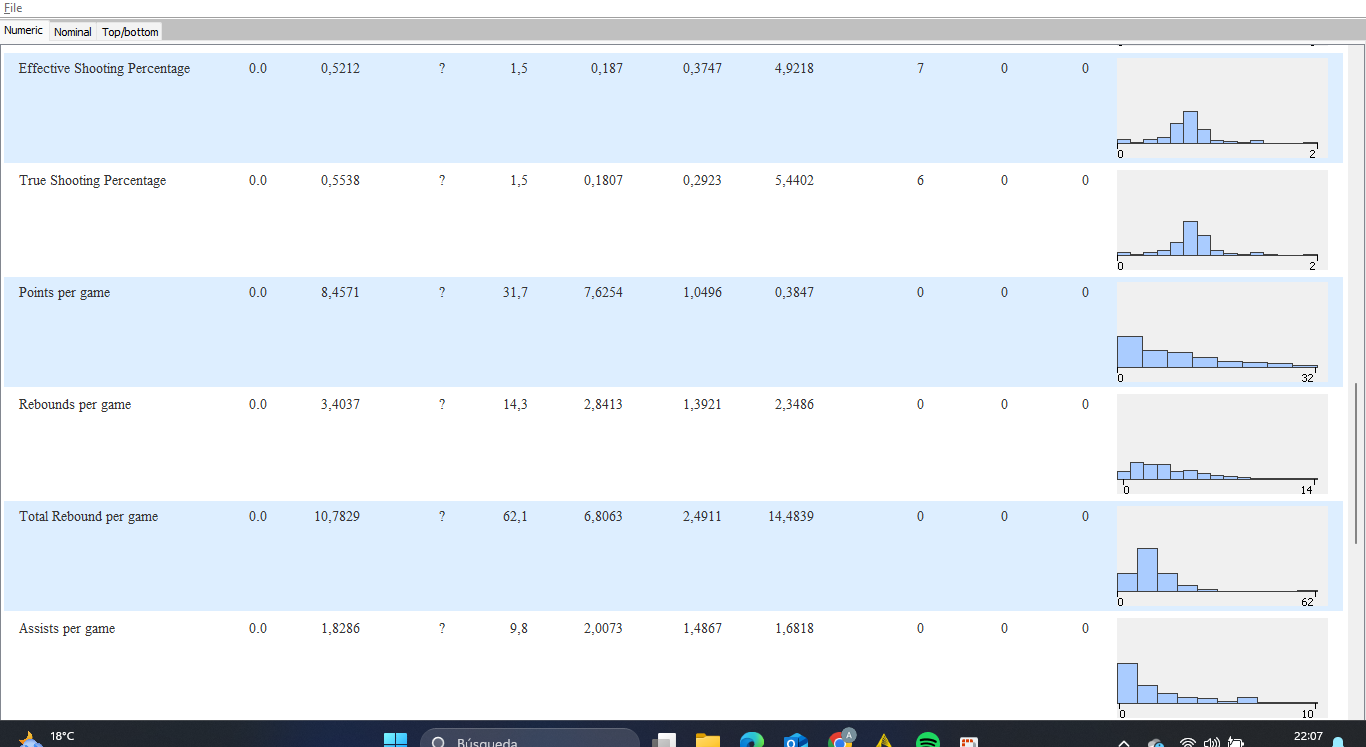 File
Numeric Nominal Top/bottom
Effective Shooting Percentage 0.0 0,5212 ? 1,5 0,187 0,3747 4,9218 7 0 0
0 2
True Shooting Percentage 0.0 0,5538 ? 1,5 0,1807 0,2923 5,4402 6 0 0
0 2
Points per game 0.0 8,4571 ? 31,7 7,6254 1,0496 0,3847 0 0 0
0 32
Rebounds per game 0.0 3,4037 ? 14,3 2,8413 1,3921 2,3486 0 0 0
0 14
Total Rebound per game 0.0 10,7829 ? 62,1 6,8063 2,4911 14,4839 0 0 0
0 62
Assists per game 0.0 1,8286 ? 9,8 2,0073 1,4867 1,6818 0 0 0
0 10
18°C Búsqueda A 22:07